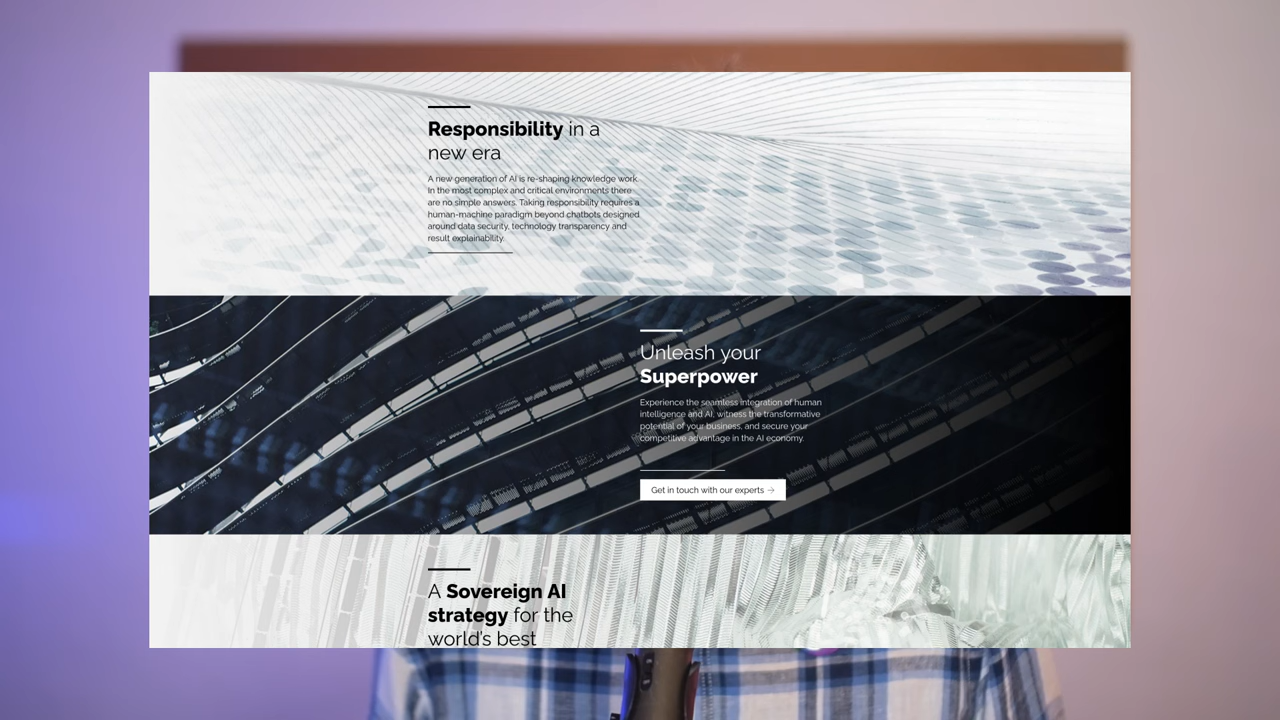 Responsibility in a
new era
A new generation of AI is re-shaping knowledge work.
In the most complex and critical environments there
are no simple answers. Taking responsibility requires a
human-machine paradigm beyond chatbots designed
around data security, technology transparency and
result explainability.
Unleash your
Superpower
Experience the seamless integration of human
intelligence and AI, witness the transformative
potential of your business, and secure your
competitive advantage in the AI economy.
Get in touch with our experts →
A Sovereign AI
strategy for the
world's best